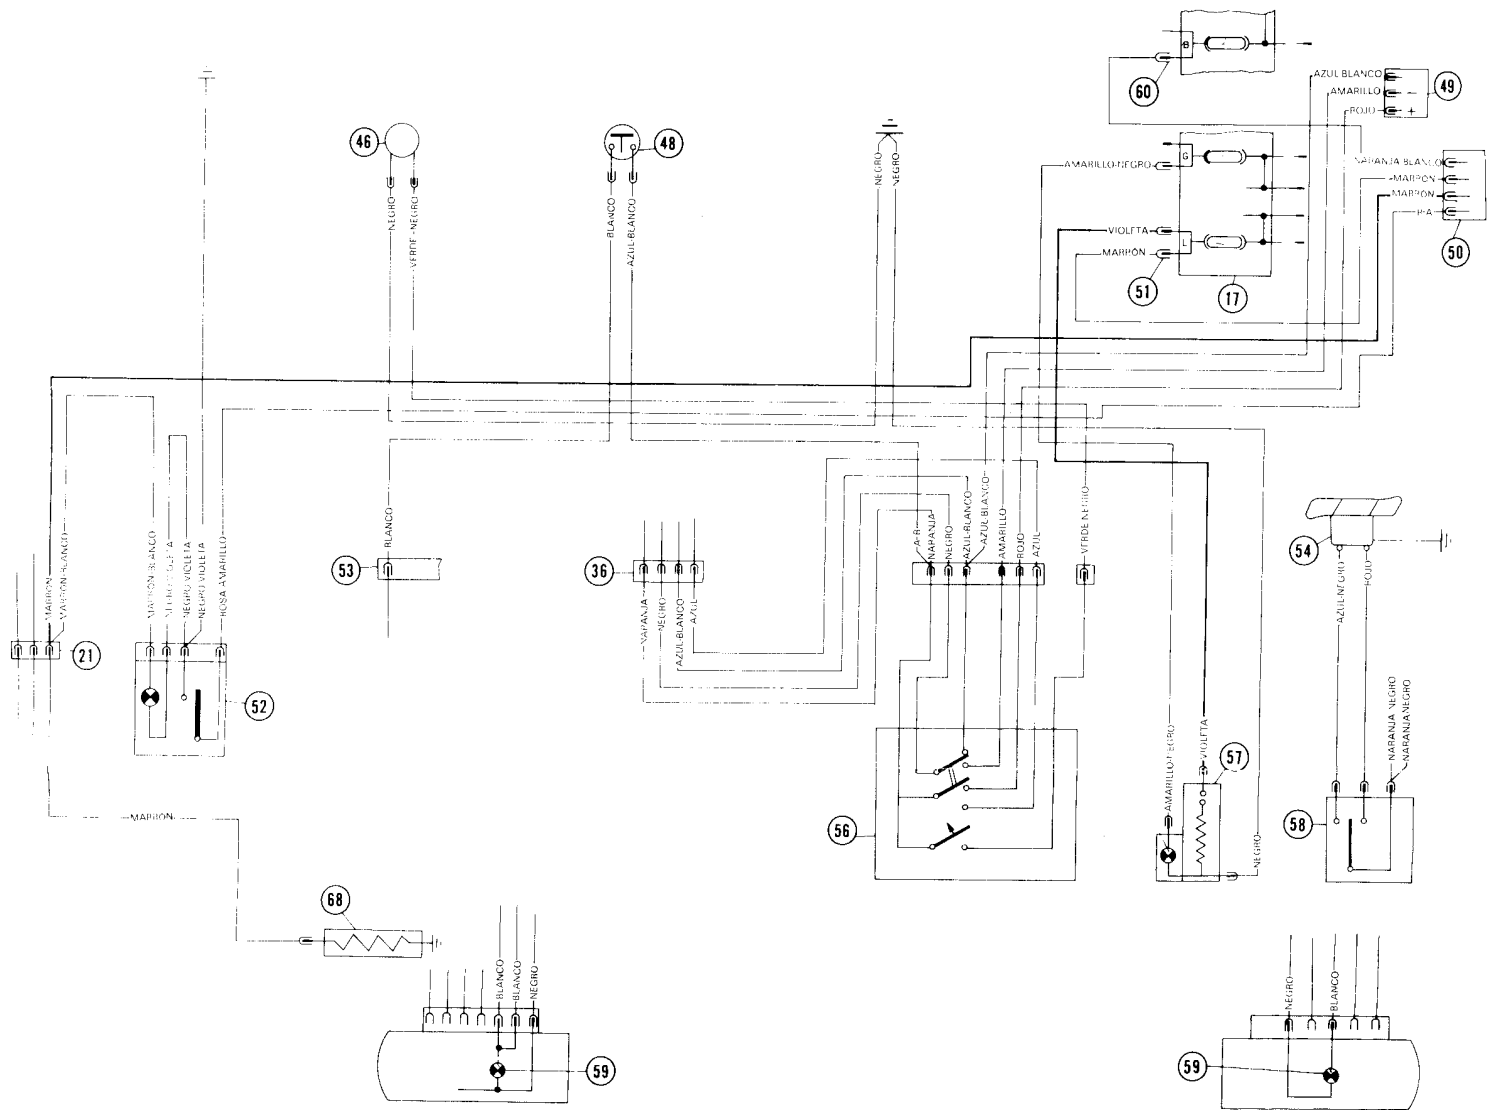 B
60
AZUL BLANCO
AMARILLO
ROJO
−
+
49
46
48
G
AMARILLO-NEGRO
NARANJA BLANCO
MARRON
MARRON
R-A
50
VIOLETA
L
MARRON
51
17
NEGRO
VERDE-NEGRO
BLANCO
AZUL-BLANCO
NEGRO
NEGRO
MARRON
MARRON-BLANCO
MARRON BLANCO
NEGRO VIOLETA
NEGRO VIOLETA
NEGRO VIOLETA
ROSA AMARILLO
BLANCO
53
36
NARANJA
NEGRO
AZUL-BLANCO
AZUL
A-R
NARANJA
NEGRO
AZUL-BLANCO
AZUL BLANCO
AMARILLO
ROJO
AZUL
VERDE NEGRO
54
AZUL-NEGRO
ROJO
21
52
NARANJA NEGRO
NARANJA NEGRO
AMARILLO-NEGRO
VIOLETA
57
NEGRO
56
58
MARRON
68
BLANCO
BLANCO
NEGRO
59
NEGRO
BLANCO
59